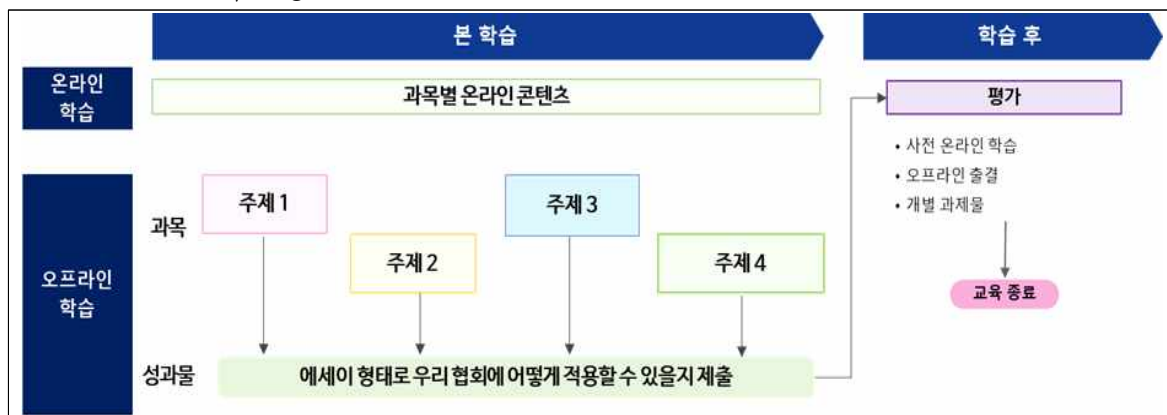 본 학습
학습 후
온라인
학습
과목별 온라인 콘텐츠
평가
• 사전 온라인 학습
• 오프라인 출결
• 개별 과제물
교육 종료
오프라인
학습
과목
주제 1
주제 2
주제 3
주제 4
성과물
에세이 형태로 우리 협회에 어떻게 적용할 수 있을지 제출